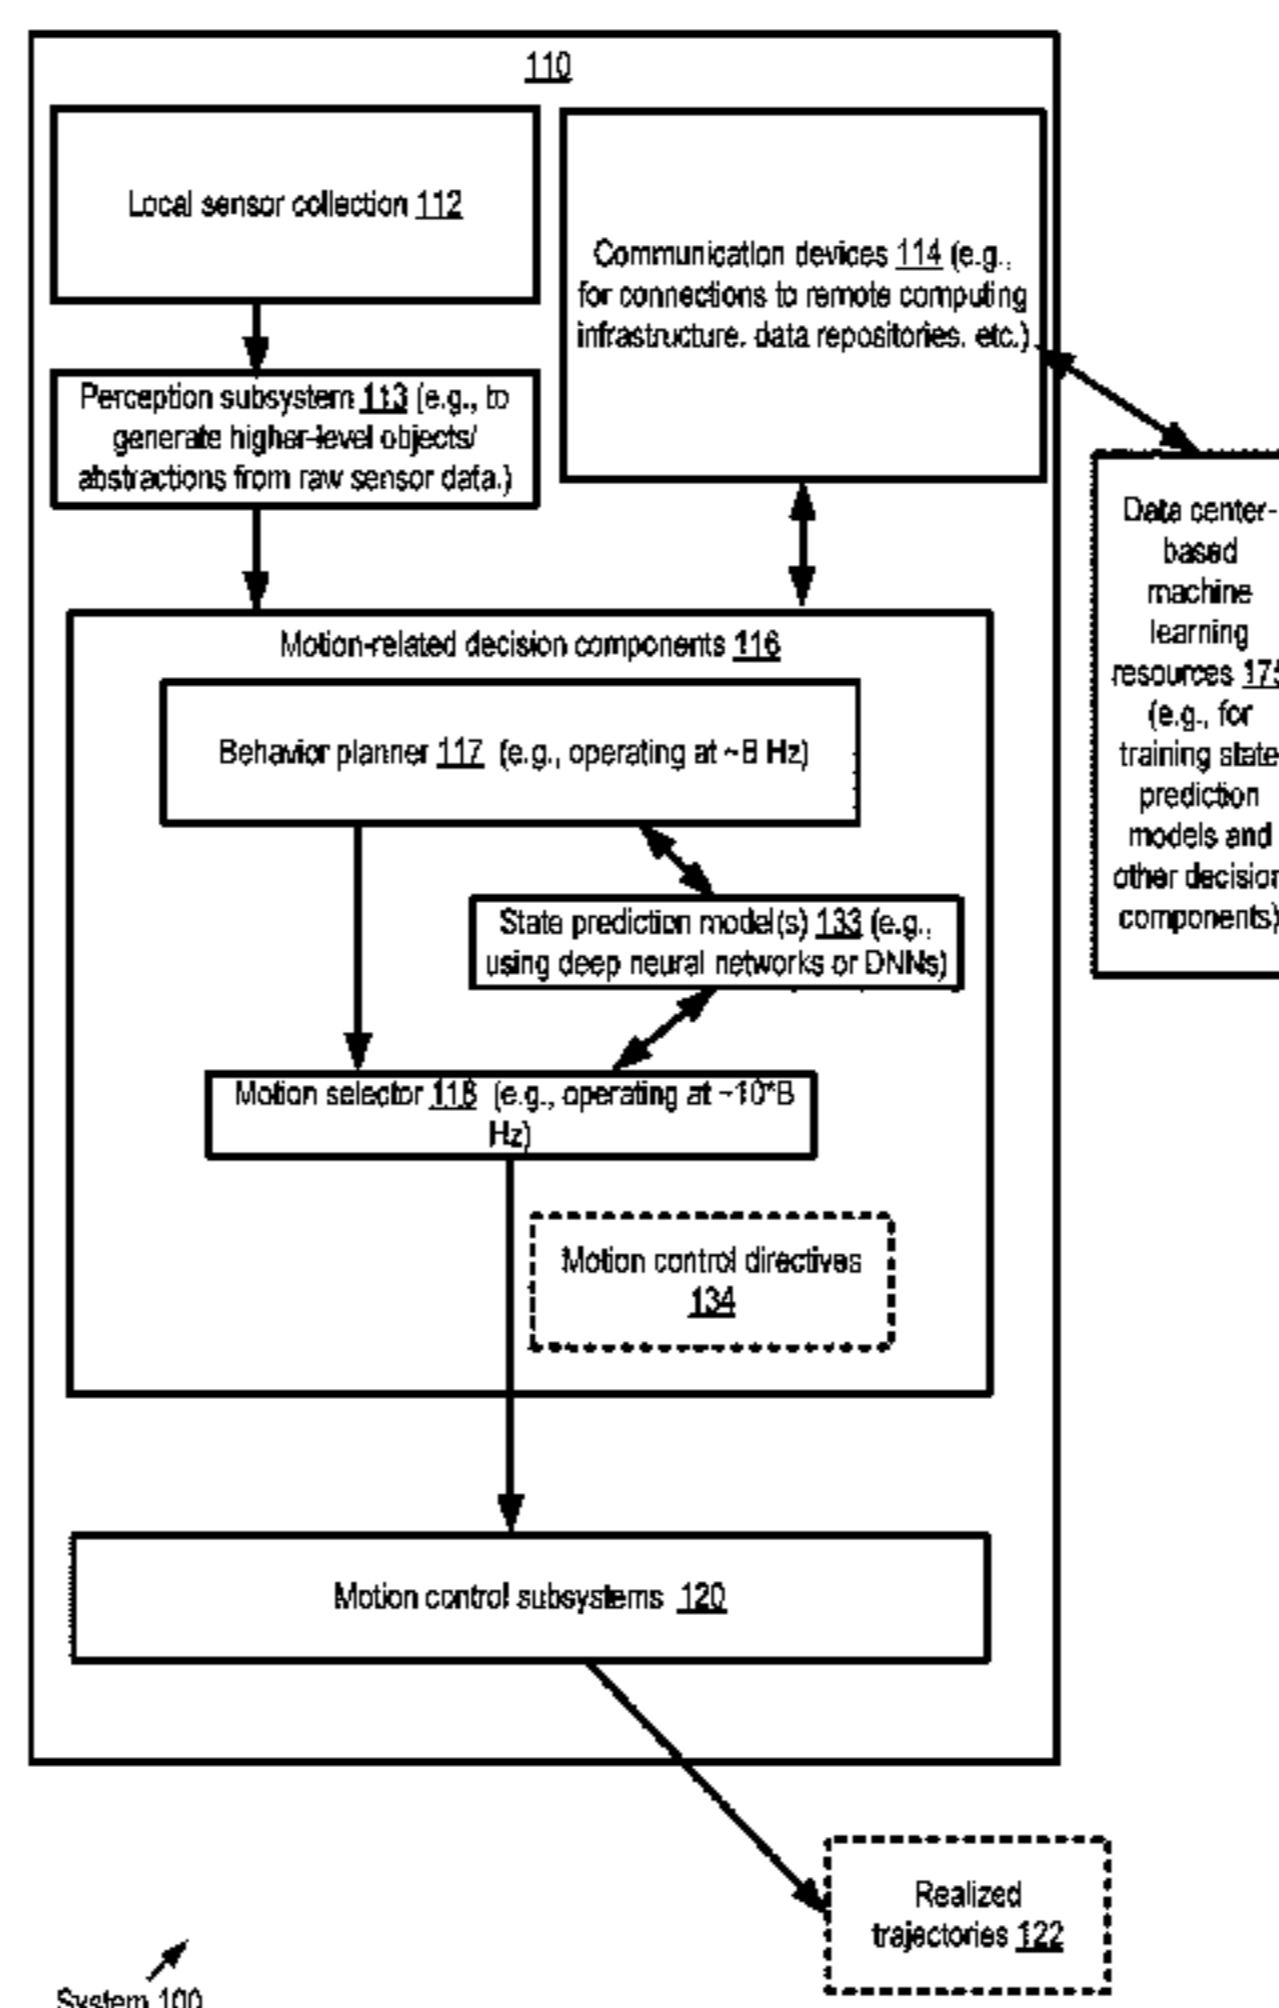 110
Local sensor collection 112
Communication devices 114 (e.g.,
for connections to remote computing
infrastructure, data repositories, etc.)
Perception subsystem 113 (e.g., to
generate higher-level objects/
abstractions from raw sensor data.)
Data center-
based
machine
learning
resources 175
(e.g., for
training state
prediction
models and
other decision
components)
Motion-related decision components 116
Behavior planner 117 (e.g., operating at ~B Hz)
State prediction model(s) 133 (e.g.,
using deep neural networks or DNNs)
Motion selector 118 (e.g., operating at ~10*B
Hz)
Motion control directives
134
Motion control subsystems 120
Realized
trajectories 122
System 100